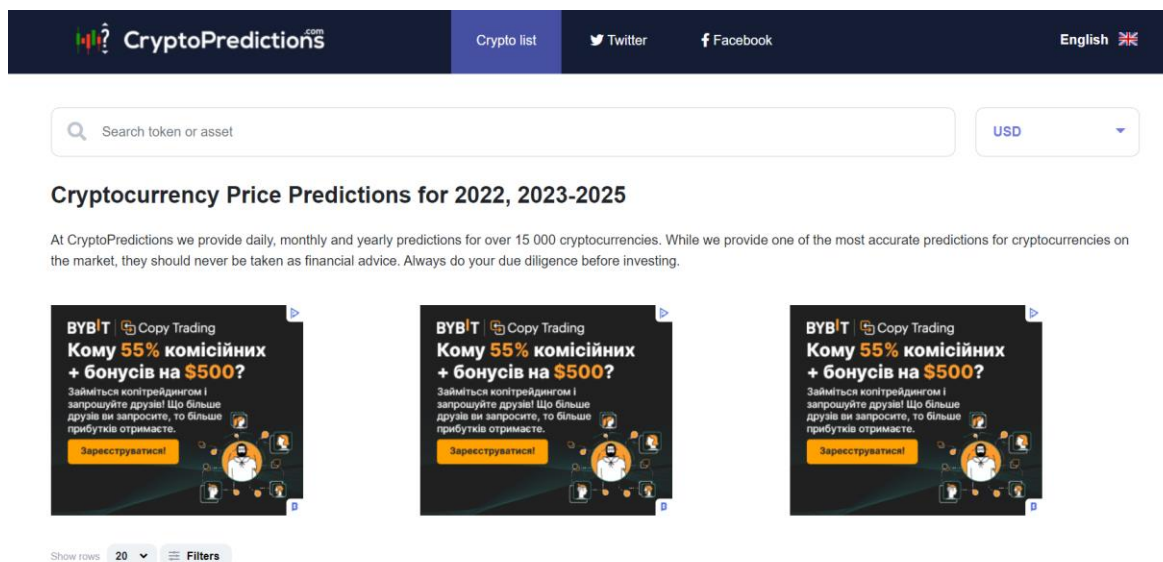 CryptoPredictions .com
Crypto list
Twitter
Facebook
English
Search token or asset
USD
Cryptocurrency Price Predictions for 2022, 2023-2025
At CryptoPredictions we provide daily, monthly and yearly predictions for over 15 000 cryptocurrencies. While we provide one of the most accurate predictions for cryptocurrencies on
the market, they should never be taken as financial advice. Always do your due diligence before investing.
BYBIT | Copy Trading
Кому 55% комісійних
+ бонусів на $500?
Займіться копітрейдингом і
запрошуйте друзів! Що більше
друзів ви запросите, то більше
прибутків отримаєте.
Зареєструватися!
BYBIT | Copy Trading
Кому 55% комісійних
+ бонусів на $500?
Займіться копітрейдингом і
запрошуйте друзів! Що більше
друзів ви запросите, то більше
прибутків отримаєте.
Зареєструватися!
BYBIT | Copy Trading
Кому 55% комісійних
+ бонусів на $500?
Займіться копітрейдингом і
запрошуйте друзів! Що більше
друзів ви запросите, то більше
прибутків отримаєте.
Зареєструватися!
Show rows 20 Filters